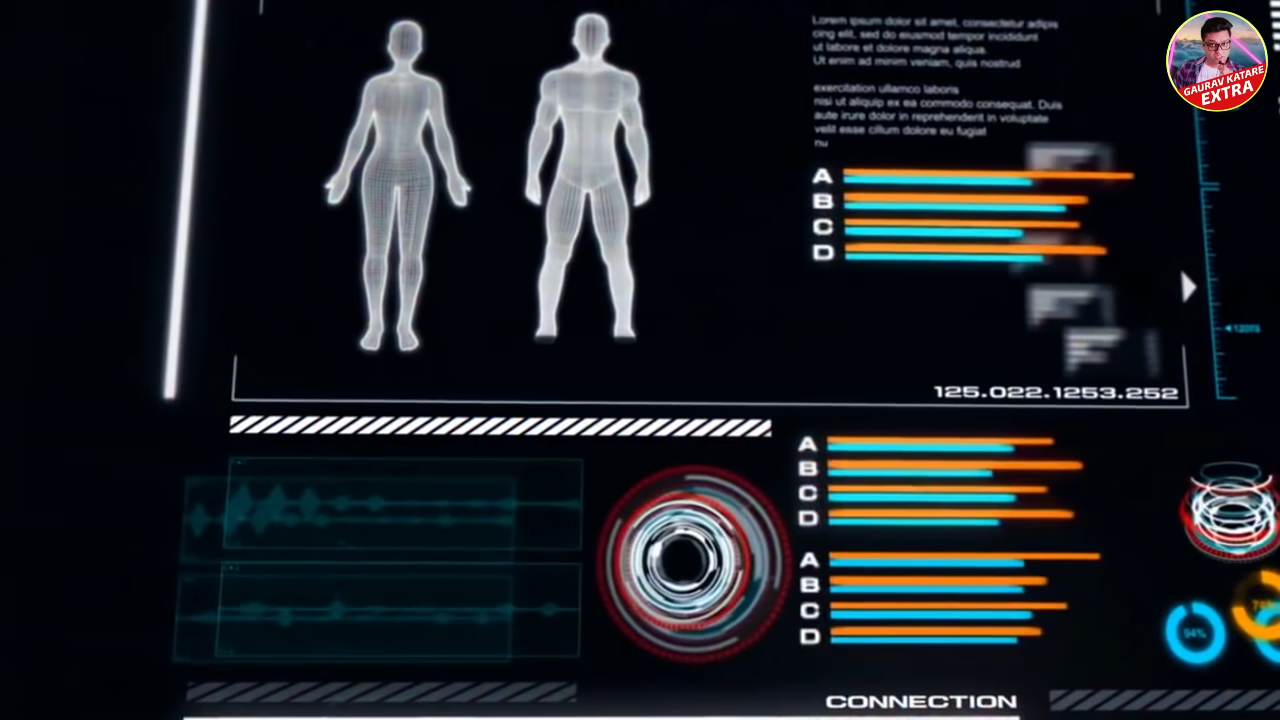 Lorem ipsum dolor sit amet, consectetur adipis
cing elit, sed do eiusmod tempor incididunt
ut labore et dolore magna aliqua.
Ut enim ad minim veniam, quis nostrud
exercitation ullamco laboris
nisi ut aliquip ex ea commodo consequat. Duis
aute irure dolor in reprehenderit in voluptate
velit esse cillum dolore eu fugiat
nu
GAURAV KATARE
EXTRA
A
B
C
D
125.022.1253.252
A
B
C
D
A
B
C
D
94%
CONNECTION